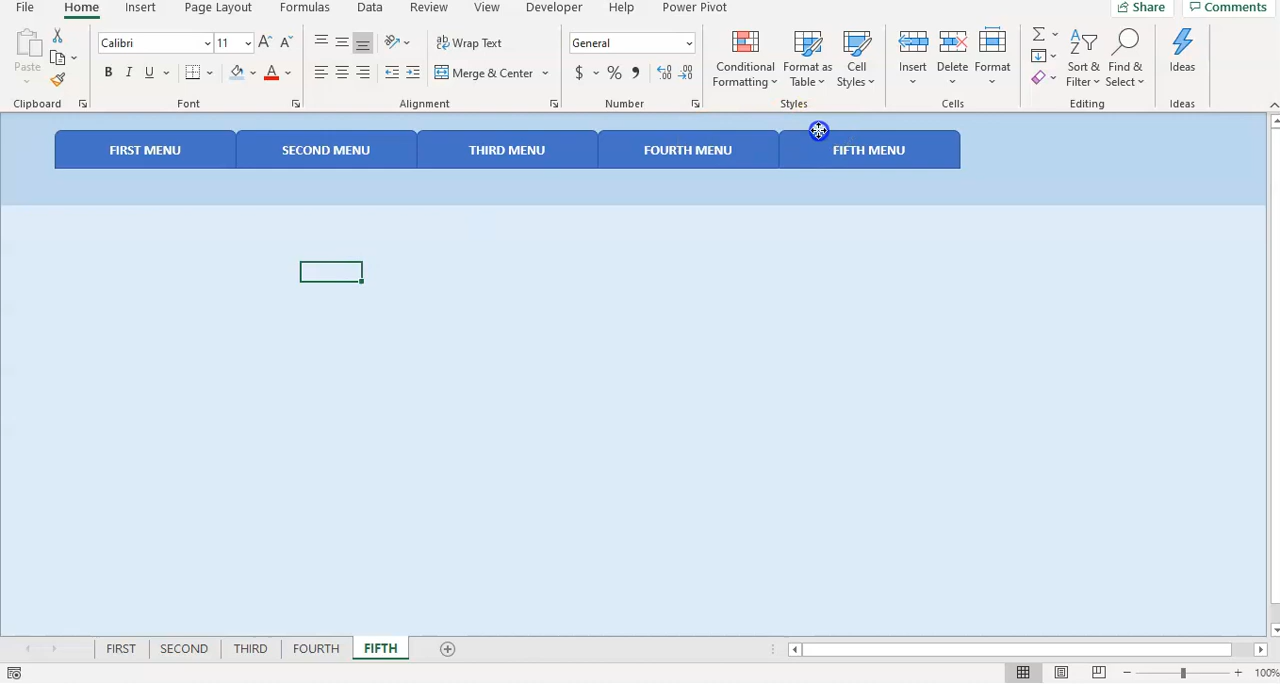 File Home Insert Page Layout Formulas Data Review View Developer Help Power Pivot Share Comments
Calibri 11 Wrap Text General
Paste B I U Merge & Center $ % , Conditional Formatting Format as Table Cell Styles Insert Delete Format Sort & Filter Find & Select Ideas
Clipboard Font Alignment Number Styles Cells Editing Ideas
FIRST MENU SECOND MENU THIRD MENU FOURTH MENU FIFTH MENU
FIRST SECOND THIRD FOURTH FIFTH
100%